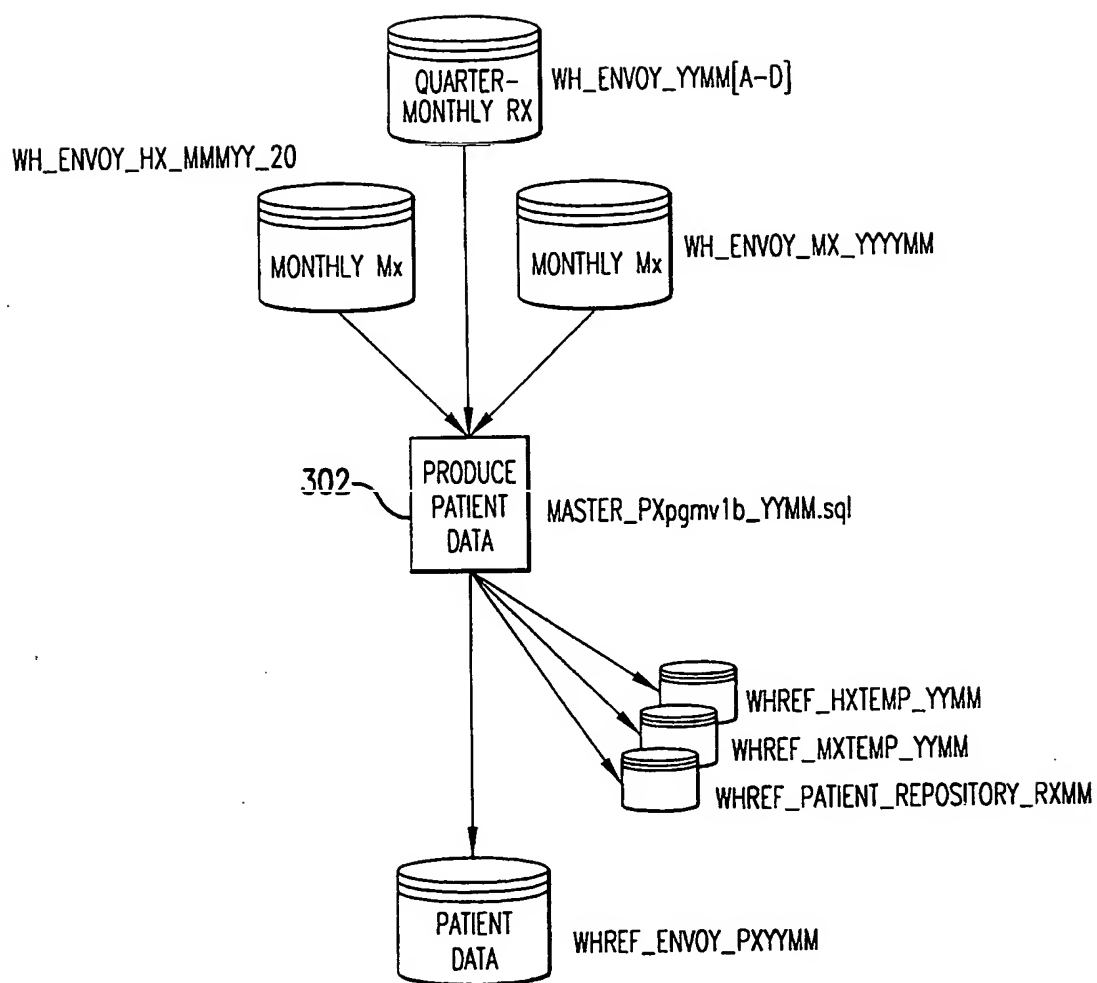 QUARTER-
MONTHLY RX
WH_ENVOY_YYMM[A-D]
WH_ENVOY_HX_MMMYY_20
MONTHLY Mx
MONTHLY Mx
WH_ENVOY_MX_YYYYMM
302
PRODUCE
PATIENT
DATA
MASTER_PXpgmv1b_YYMM.sql
WHREF_HXTEMP_YYMM
WHREF_MXTEMP_YYMM
WHREF_PATIENT_REPOSITORY_RXMM
PATIENT
DATA
WHREF_ENVOY_PXYYMM